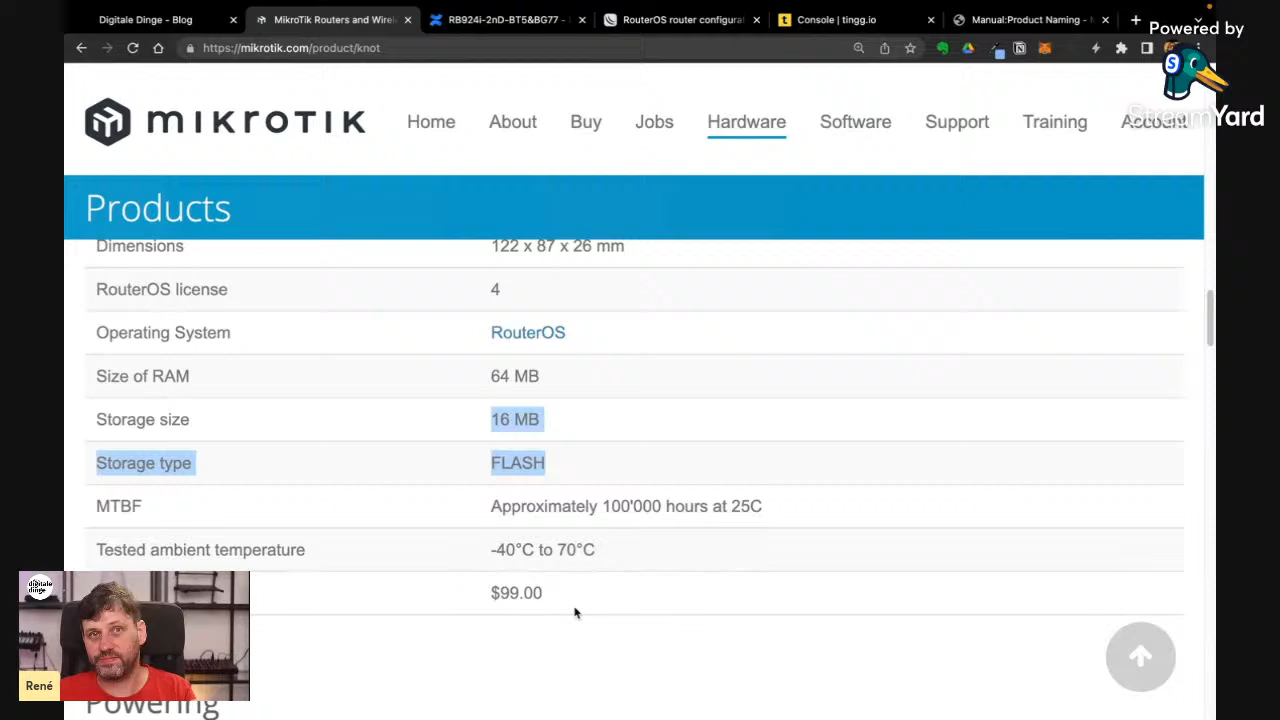 Digitale Dinge - Blog
MikroTik Routers and Wirele
RB924i-2nD-BT5&BG77 -
RouterOS router configurat
Console | tingg.io
Manual:Product Naming -
Powered by
https://mikrotik.com/product/knot
StreamYard
MIKROTIK
Home
About
Buy
Jobs
Hardware
Software
Support
Training
Account
Products
Dimensions 122 x 87 x 26 mm
RouterOS license 4
Operating System RouterOS
Size of RAM 64 MB
Storage size 16 MB
Storage type FLASH
MTBF Approximately 100'000 hours at 25C
Tested ambient temperature -40°C to 70°C
$99.00
digitale
dinge
René
Powering